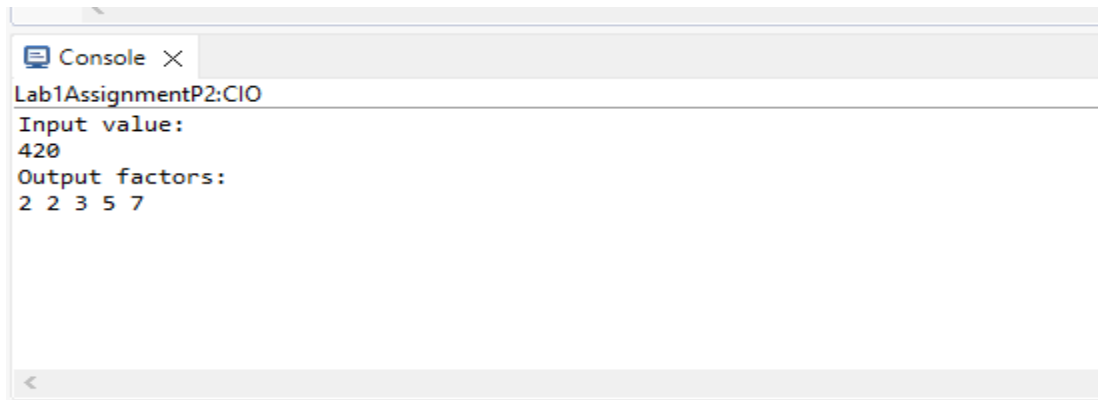 Console
Lab1AssignmentP2:CIO
Input value:
420
Output factors:
2 2 3 5 7